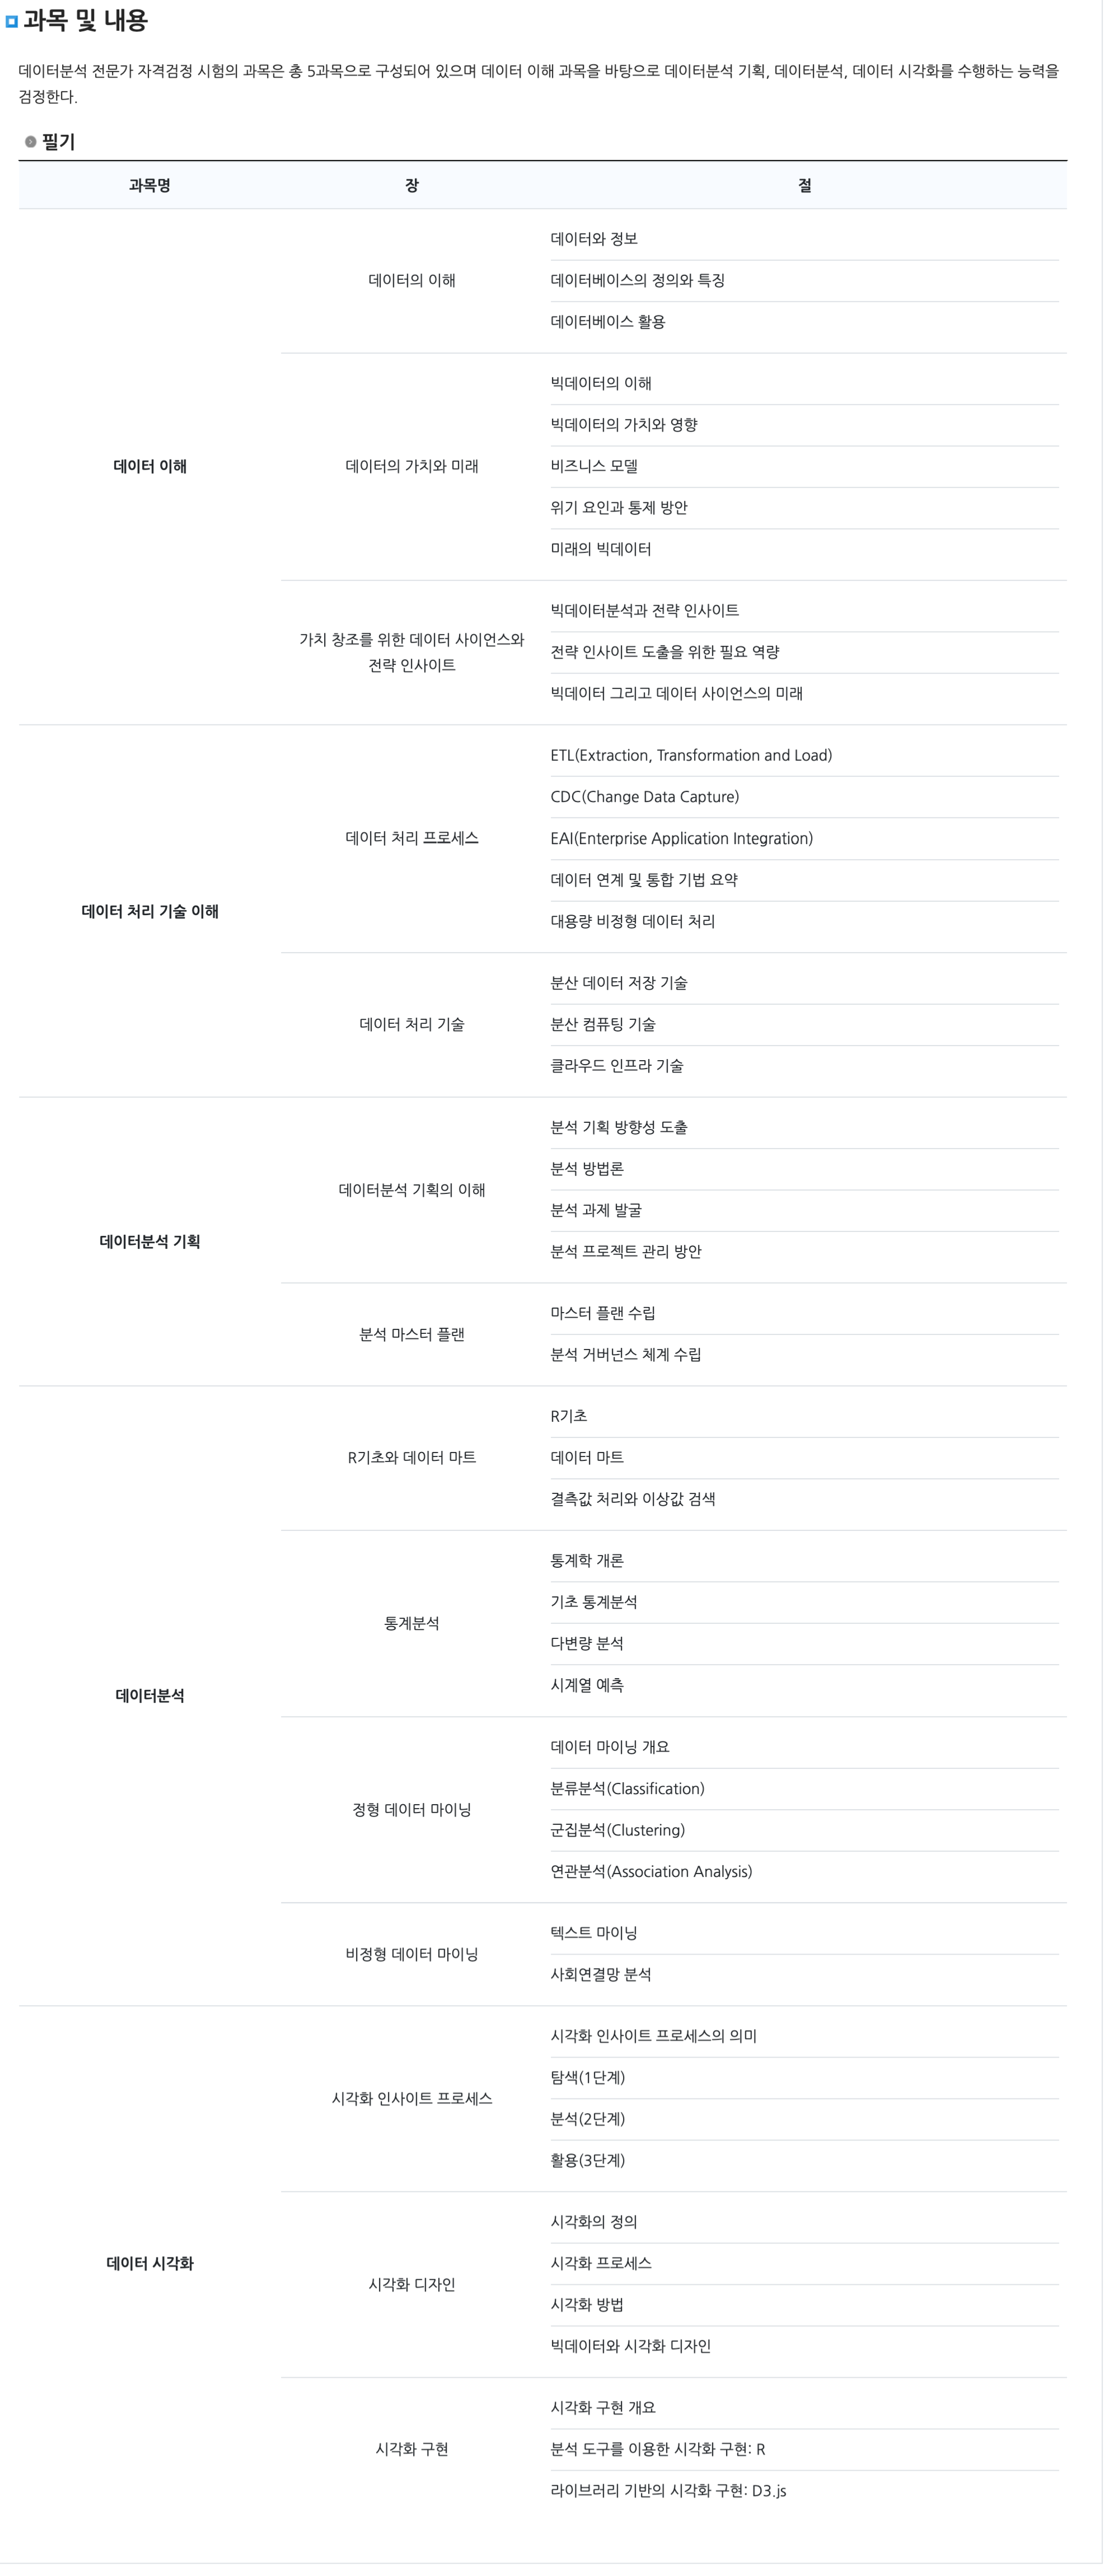 과목 및 내용
데이터분석 전문가 자격검정 시험의 과목은 총 5과목으로 구성되어 있으며 데이터 이해 과목을 바탕으로 데이터분석 기획, 데이터분석, 데이터 시각화를 수행하는 능력을
검정한다.
필기
과목명 장 절
데이터 이해
데이터의 이해
데이터와 정보
데이터베이스의 정의와 특징
데이터베이스 활용
데이터의 가치와 미래
빅데이터의 이해
빅데이터의 가치와 영향
비즈니스 모델
위기 요인과 통제 방안
미래의 빅데이터
가치 창조를 위한 데이터 사이언스와
전략 인사이트
빅데이터분석과 전략 인사이트
전략 인사이트 도출을 위한 필요 역량
빅데이터 그리고 데이터 사이언스의 미래
데이터 처리 기술 이해
데이터 처리 프로세스
ETL(Extraction, Transformation and Load)
CDC(Change Data Capture)
EAI(Enterprise Application Integration)
데이터 연계 및 통합 기법 요약
대용량 비정형 데이터 처리
데이터 처리 기술
분산 데이터 저장 기술
분산 컴퓨팅 기술
클라우드 인프라 기술
데이터분석 기획
데이터분석 기획의 이해
분석 기획 방향성 도출
분석 방법론
분석 과제 발굴
분석 프로젝트 관리 방안
분석 마스터 플랜
마스터 플랜 수립
분석 거버넌스 체계 수립
데이터분석
R기초와 데이터 마트
R기초
데이터 마트
결측값 처리와 이상값 검색
통계분석
통계학 개론
기초 통계분석
다변량 분석
시계열 예측
정형 데이터 마이닝
데이터 마이닝 개요
분류분석(Classification)
군집분석(Clustering)
연관분석(Association Analysis)
비정형 데이터 마이닝
텍스트 마이닝
사회연결망 분석
데이터 시각화
시각화 인사이트 프로세스
시각화 인사이트 프로세스의 의미
탐색(1단계)
분석(2단계)
활용(3단계)
시각화 디자인
시각화의 정의
시각화 프로세스
시각화 방법
빅데이터와 시각화 디자인
시각화 구현
시각화 구현 개요
분석 도구를 이용한 시각화 구현: R
라이브러리 기반의 시각화 구현: D3.js